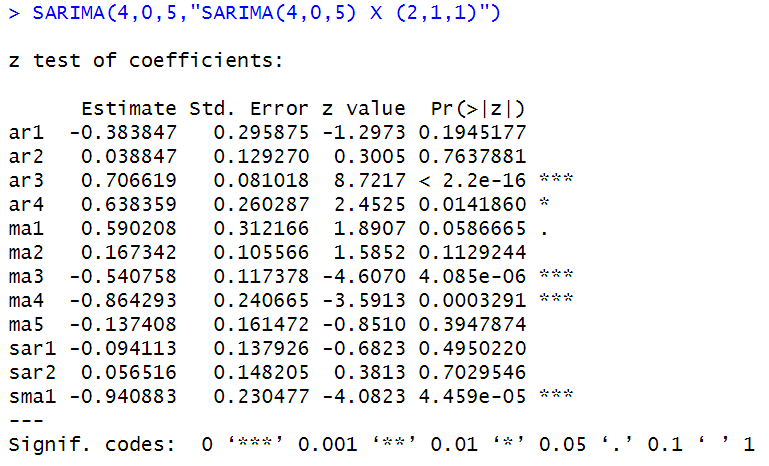 > SARIMA(4,0,5,"SARIMA(4,0,5) X (2,1,1)")
z test of coefficients:
Estimate Std. Error z value Pr(>|z|)
ar1 -0.383847 0.295875 -1.2973 0.1945177
ar2 0.038847 0.129270 0.3005 0.7637881
ar3 0.706619 0.081018 8.7217 < 2.2e-16 ***
ar4 0.638359 0.260287 2.4525 0.0141860 *
ma1 0.590208 0.312166 1.8907 0.0586665 .
ma2 0.167342 0.105566 1.5852 0.1129244
ma3 -0.540758 0.117378 -4.6070 4.085e-06 ***
ma4 -0.864293 0.240665 -3.5913 0.0003291 ***
ma5 -0.137408 0.161472 -0.8510 0.3947874
sar1 -0.094113 0.137926 -0.6823 0.4950220
sar2 0.056516 0.148205 0.3813 0.7029546
sma1 -0.940883 0.230477 -4.0823 4.459e-05 ***
---
Signif. codes: 0 ‘***’ 0.001 ‘**’ 0.01 ‘*’ 0.05 ‘.’ 0.1 ‘ ’ 1